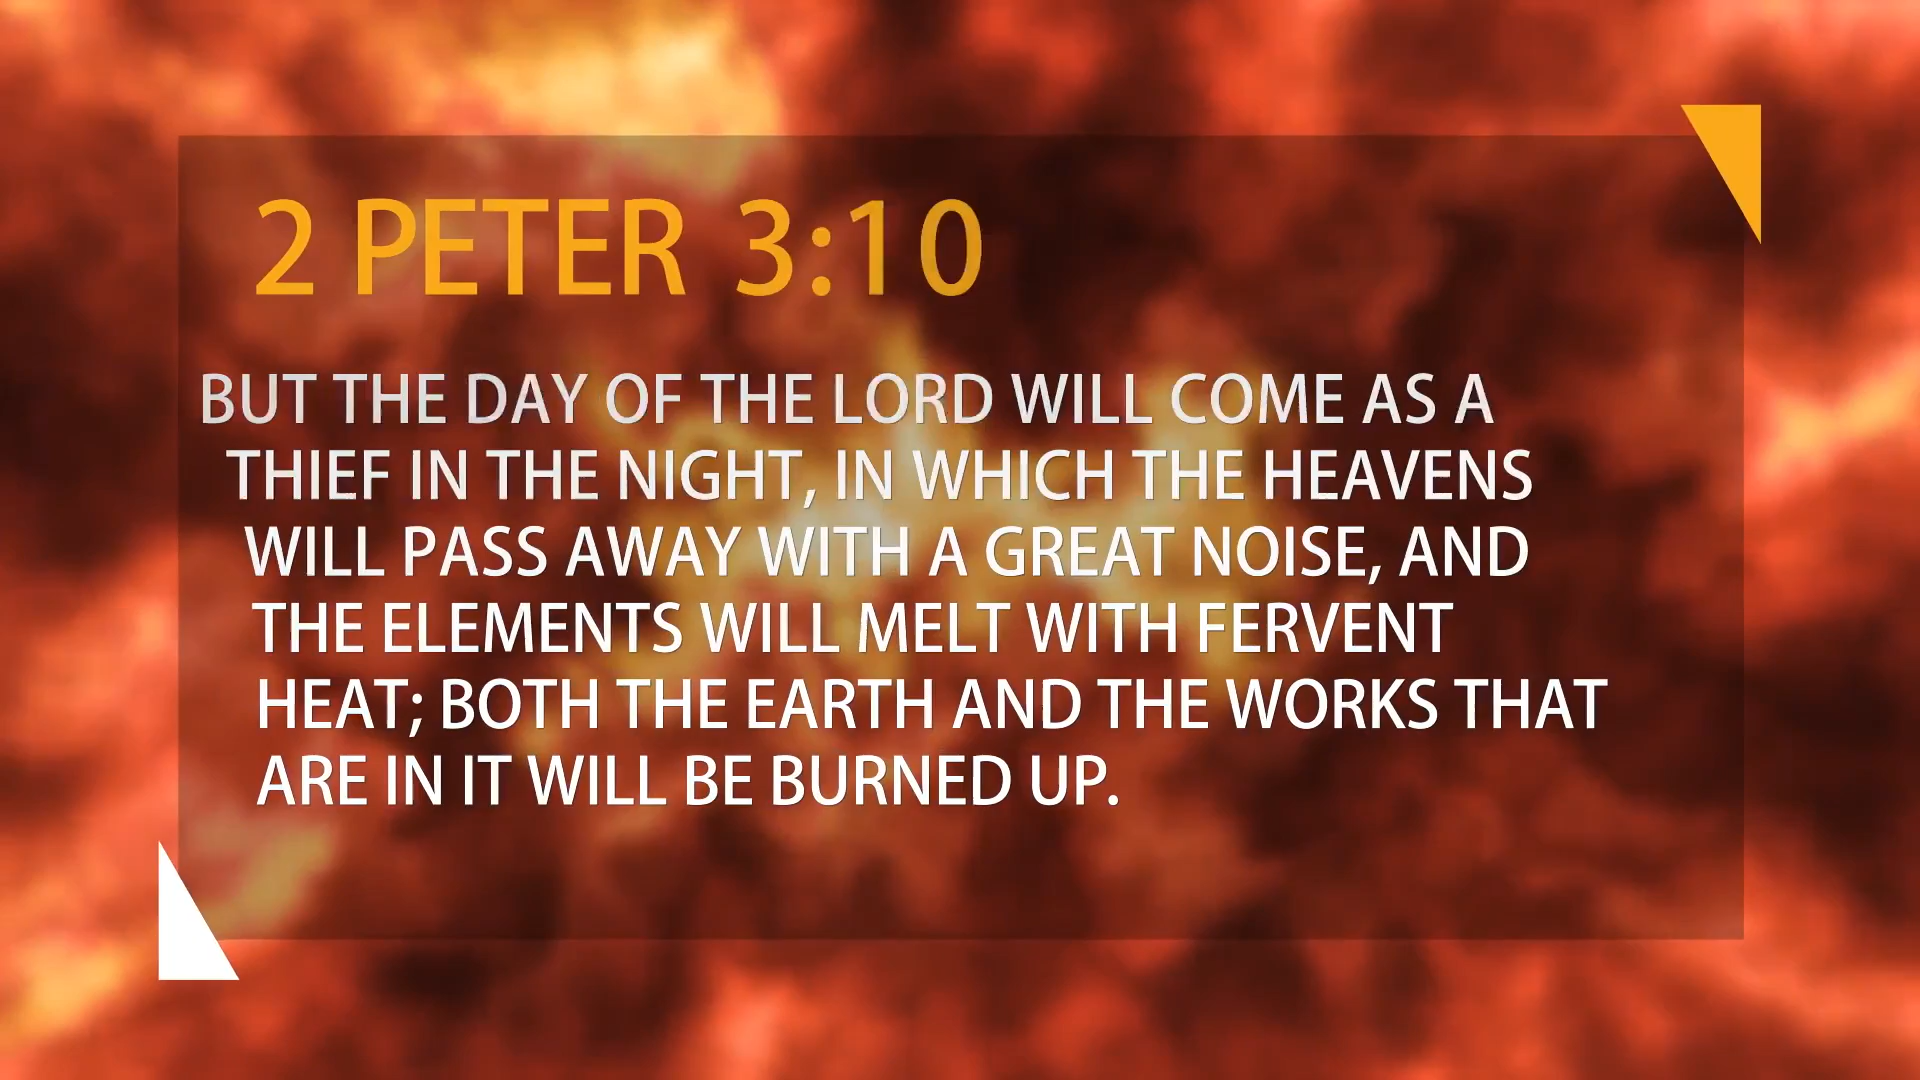 2 PETER 3:10
BUT THE DAY OF THE LORD WILL COME AS A
THIEF IN THE NIGHT, IN WHICH THE HEAVENS
WILL PASS AWAY WITH A GREAT NOISE, AND
THE ELEMENTS WILL MELT WITH FERVENT
HEAT; BOTH THE EARTH AND THE WORKS THAT
ARE IN IT WILL BE BURNED UP.